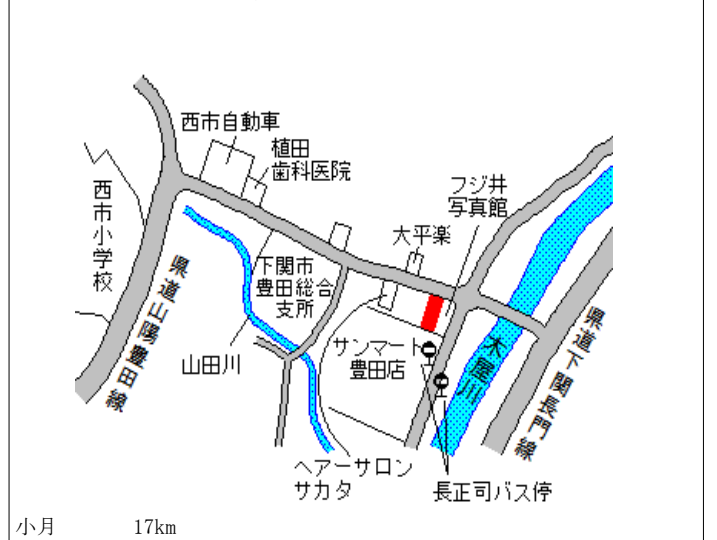 西市自動車
植田
歯科医院
フジ井
写真館
西市小学校
大平楽
下関市
豊田総合
支所
県道山陽豊田線
山田川
サンマート
豊田店
木屋川
県道下関長門線
ヘアーサロン
サカタ
長正司バス停
小月 17km